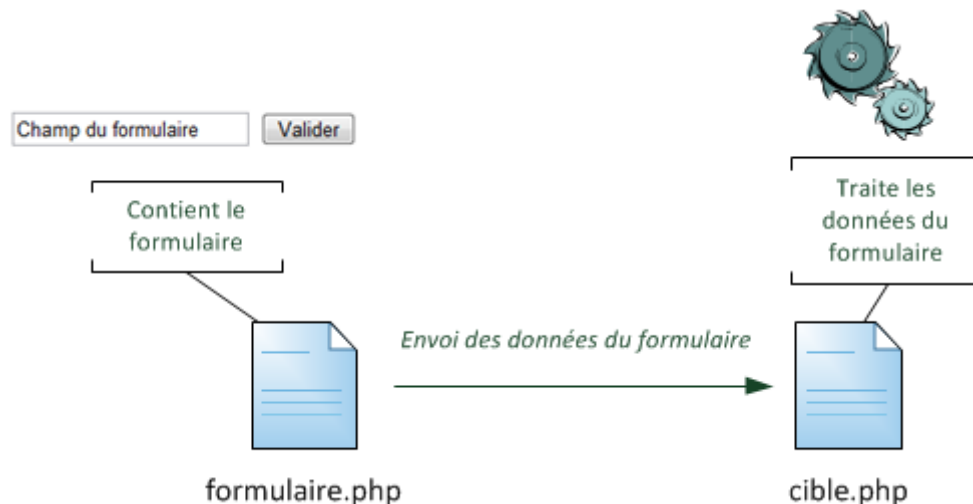 Champ du formulaire
Valider
Contient le
formulaire
Traite les
données du
formulaire
Envoi des données du formulaire
formulaire.php
cible.php